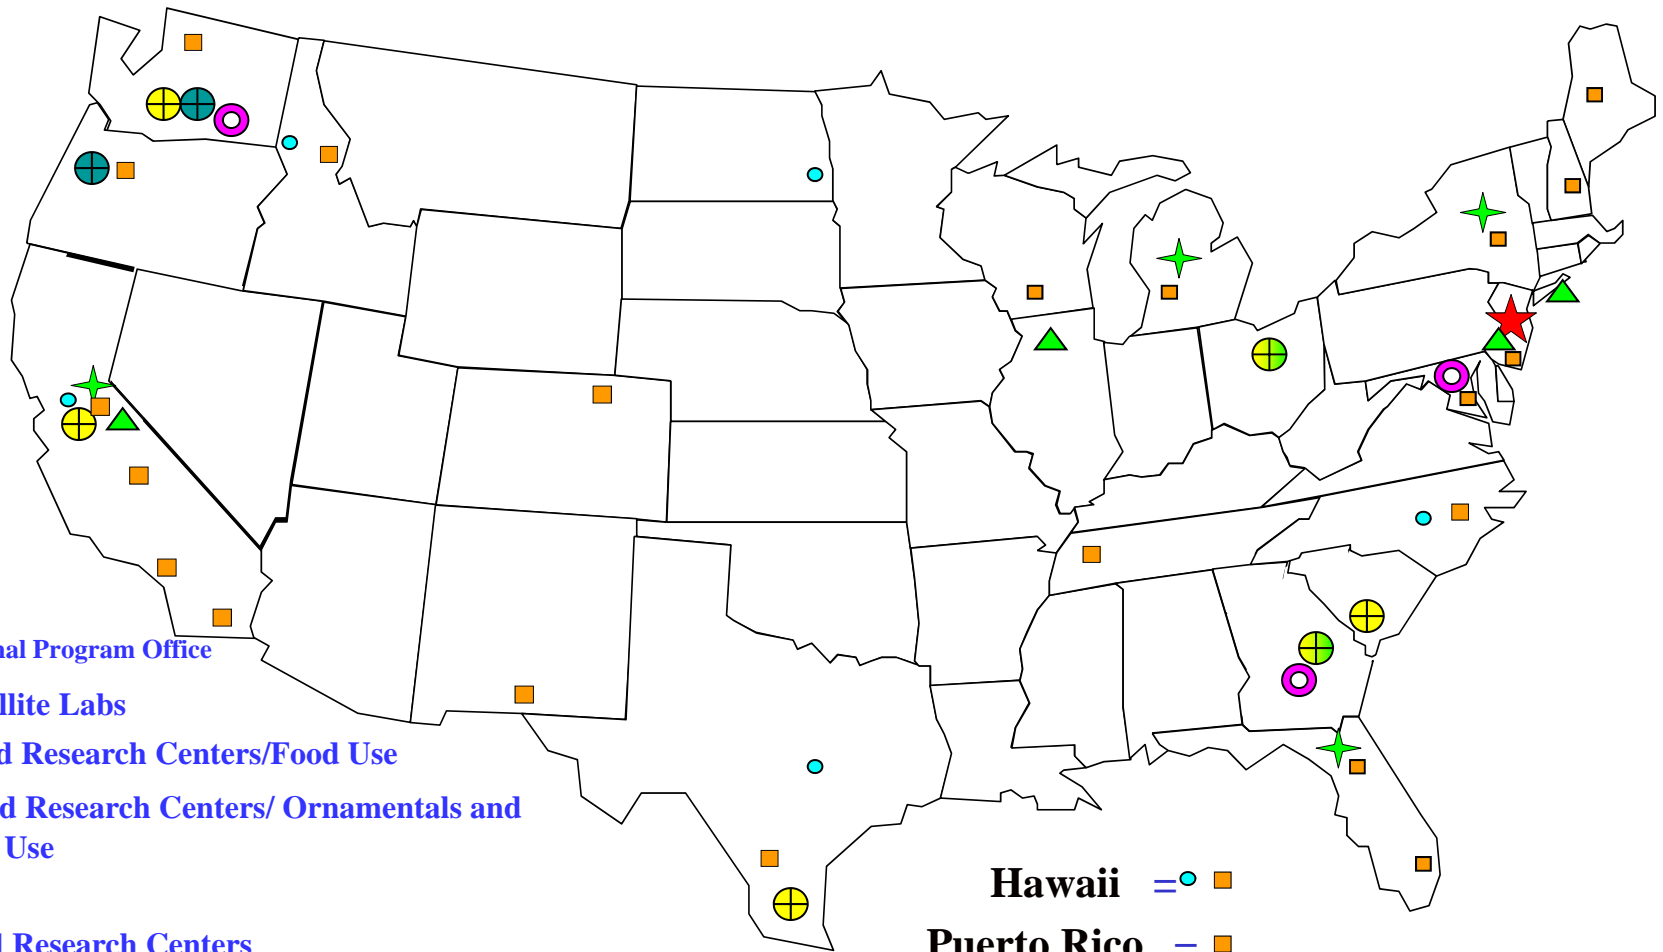 nal Program Office
llite Labs
d Research Centers/Food Use
d Research Centers/ Ornamentals and
Use
Hawaii =
Puerto Rico =
l Research Centers